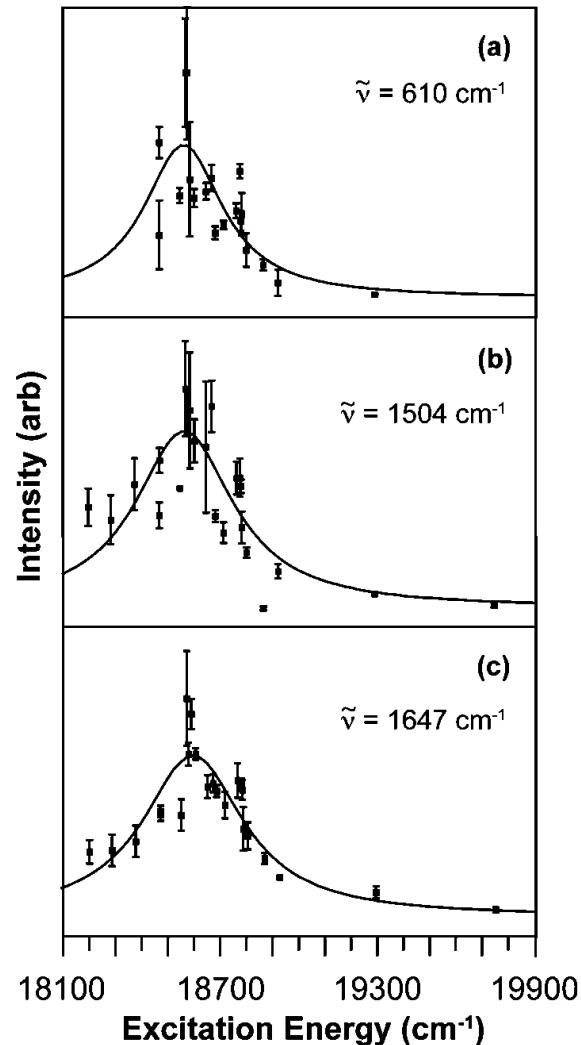 (a)
ṽ = 610 cm⁻¹
(b)
ṽ = 1504 cm⁻¹
(c)
ṽ = 1647 cm⁻¹
Intensity (arb)
18100 18700 19300 19900
Excitation Energy (cm⁻¹)